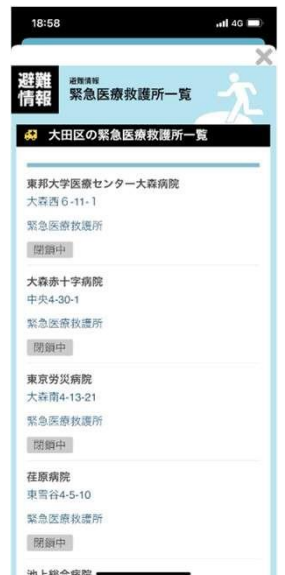 18:58
4G
避難
情報
避難情報
緊急医療救護所一覧
大田区の緊急医療救護所一覧
東邦大学医療センター大森病院
大森西6-11-1
緊急医療救護所
閉鎖中
大森赤十字病院
中央4-30-1
緊急医療救護所
閉鎖中
東京労災病院
大森南4-13-21
緊急医療救護所
閉鎖中
荏原病院
東雪谷4-5-10
緊急医療救護所
閉鎖中
池上総合病院